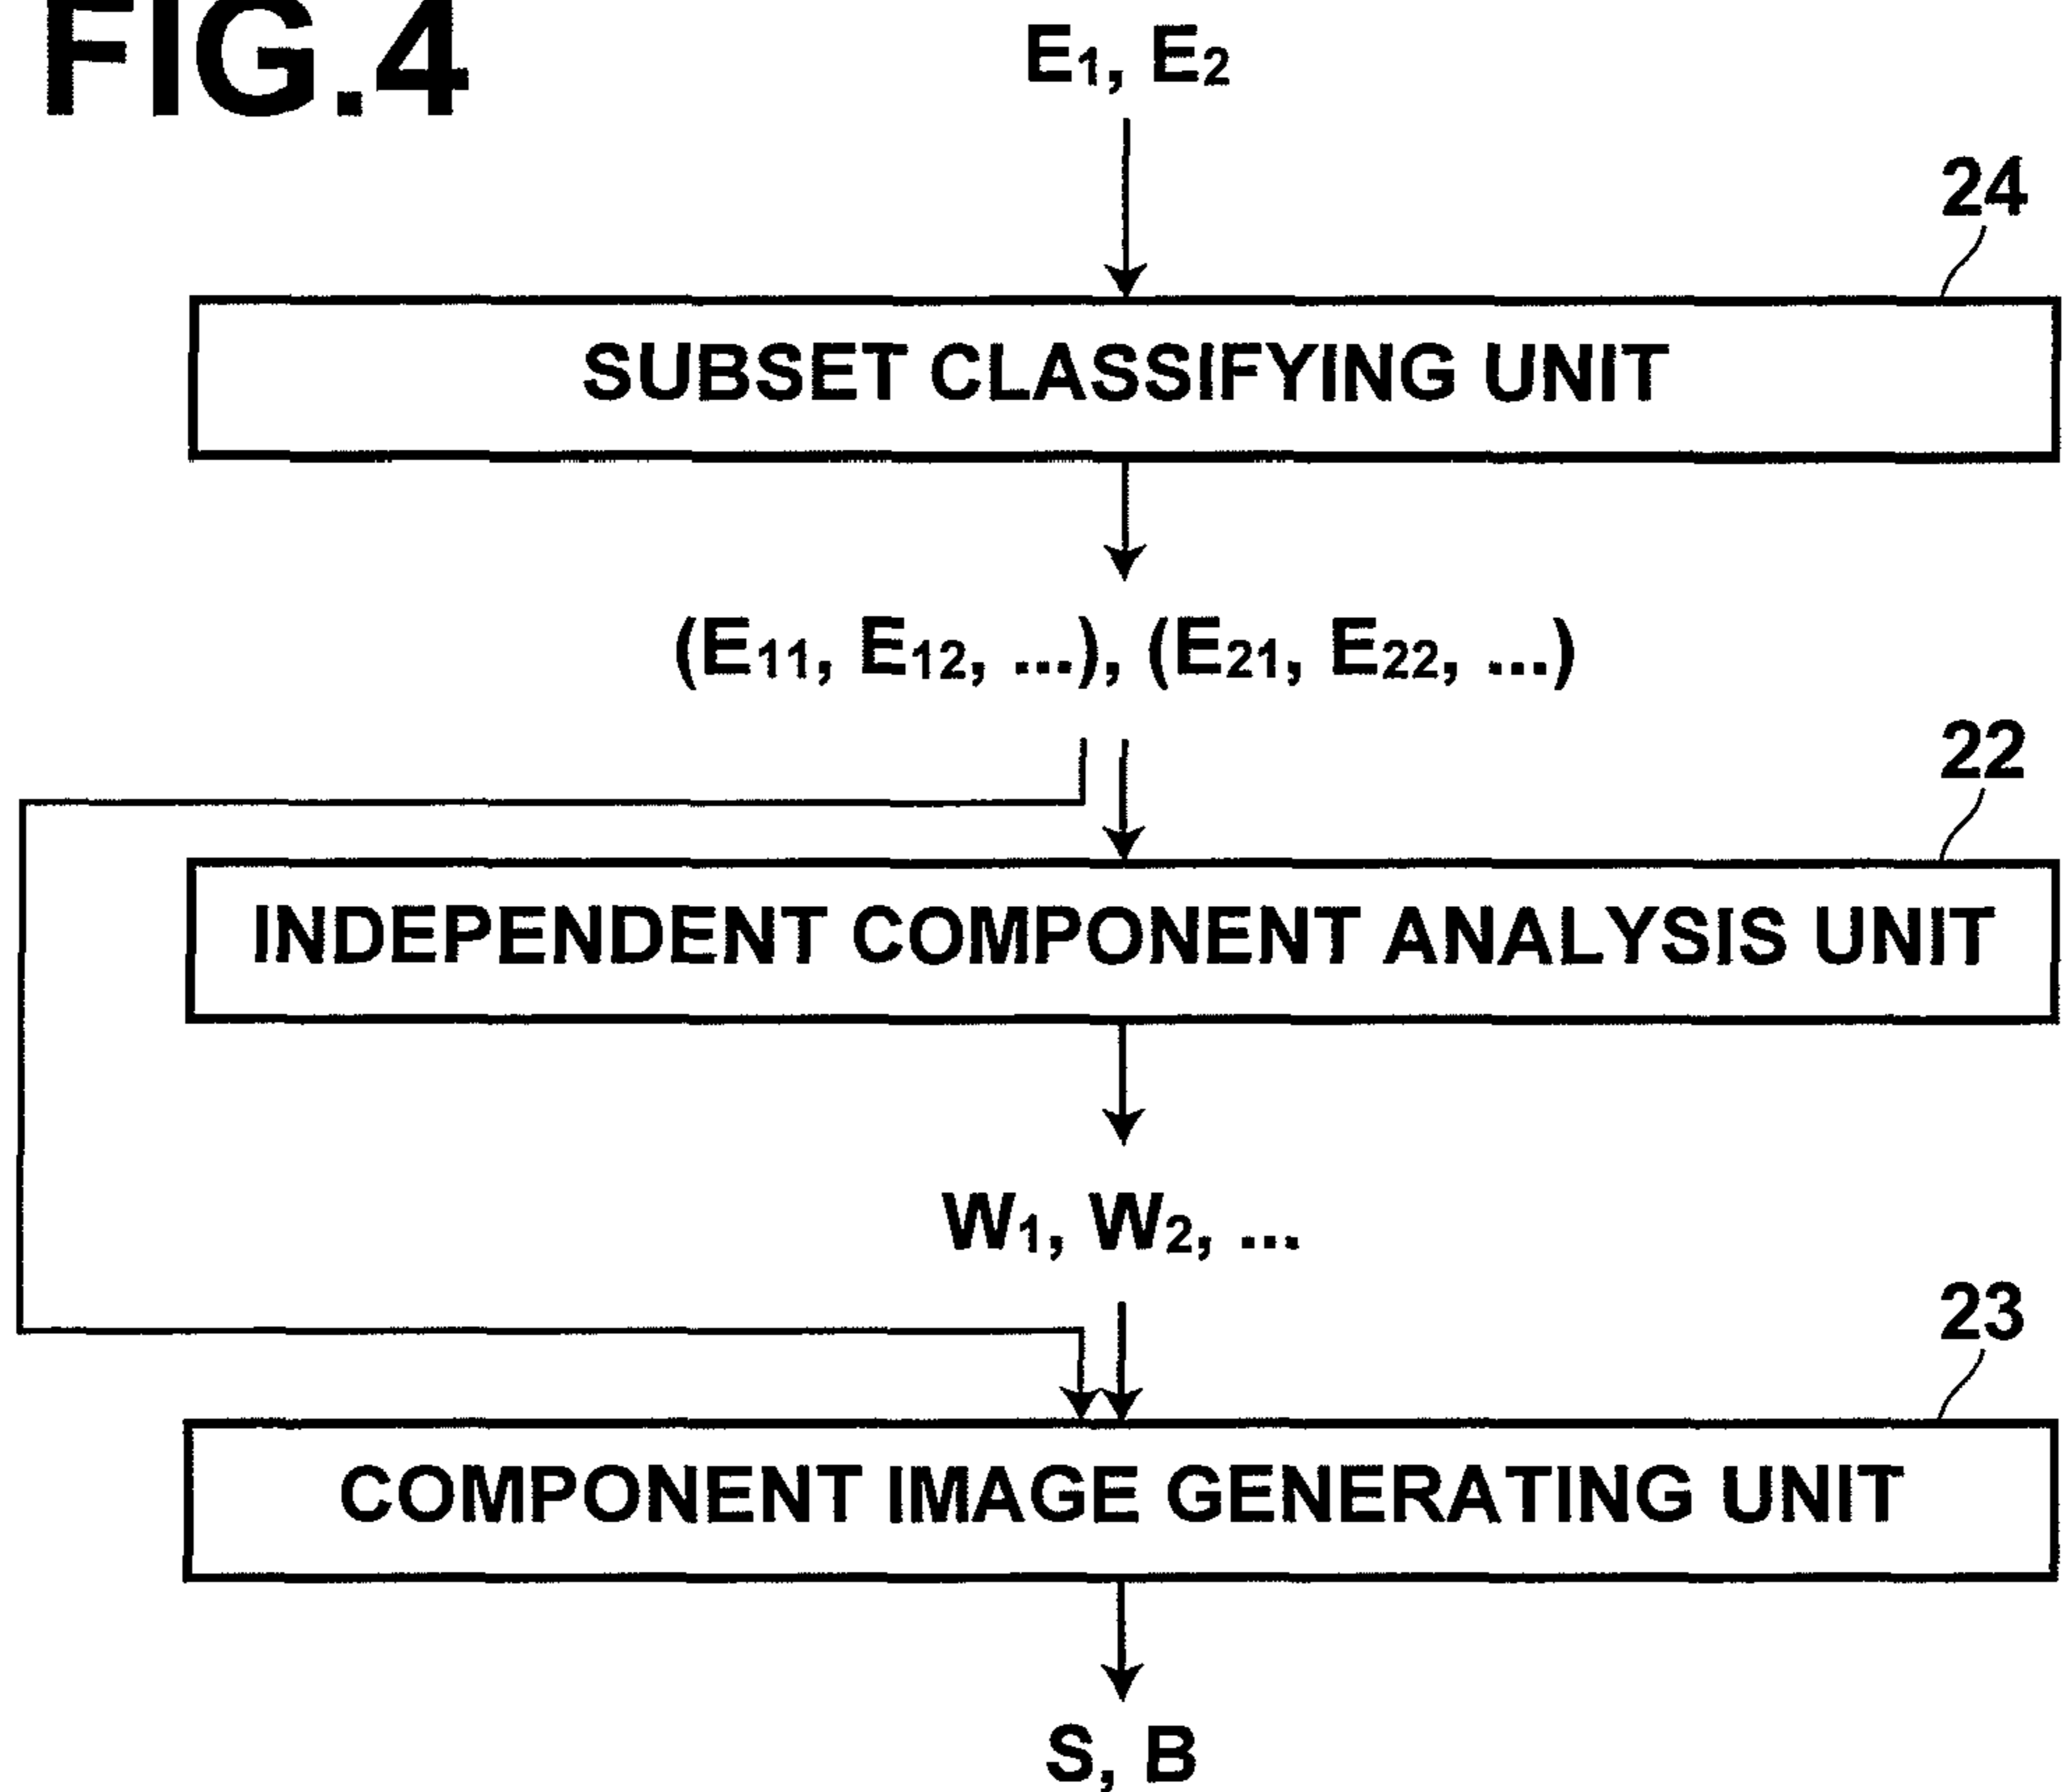 FIG.4
E1, E2
24
SUBSET CLASSIFYING UNIT
(E11, E12, ...), (E21, E22, ...)
22
INDEPENDENT COMPONENT ANALYSIS UNIT
W1, W2, ...
23
COMPONENT IMAGE GENERATING UNIT
S, B